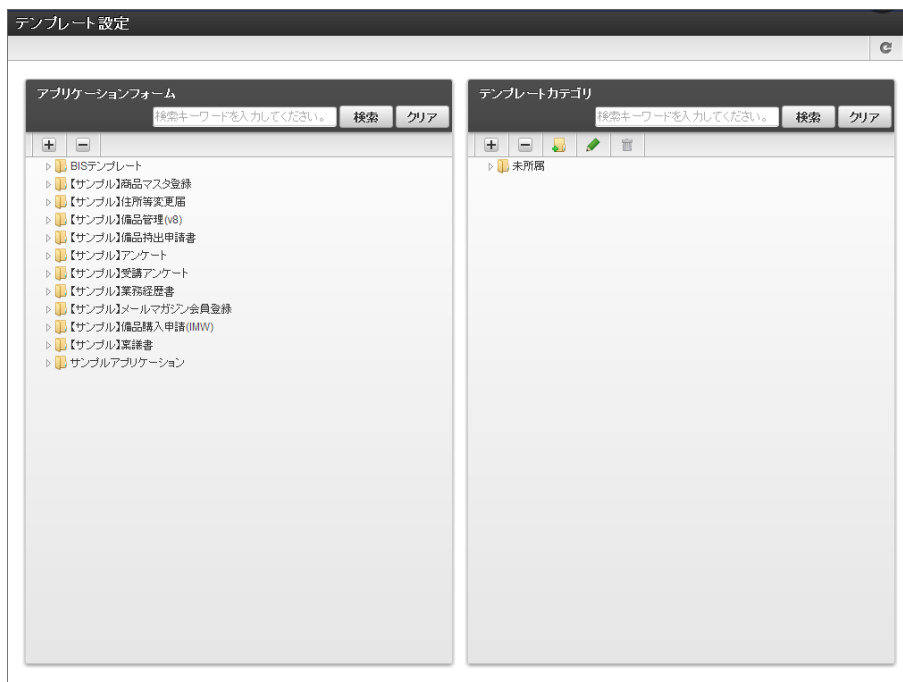 テンプレート設定
アプリケーションフォーム
検索キーワードを入力してください。 検索 クリア
BISテンプレート
【サンプル】商品マスタ登録
【サンプル】住所等変更届
【サンプル】備品管理(v8)
【サンプル】備品持出申請書
【サンプル】アンケート
【サンプル】受講アンケート
【サンプル】業務経歴書
【サンプル】メールマガジン会員登録
【サンプル】備品購入申請(IMW)
【サンプル】稟議書
サンプルアプリケーション
テンプレートカテゴリ
検索キーワードを入力してください。 検索 クリア
未所属